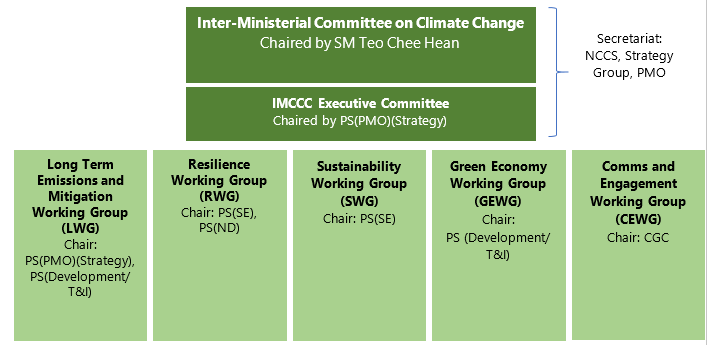 Inter-Ministerial Committee on Climate Change
Chaired by SM Teo Chee Hean
Secretariat:
NCCS, Strategy
Group, PMO
IMCCC Executive Committee
Chaired by PS(PMO)(Strategy)
Long Term
Emissions and
Mitigation
Working Group
(LWG)
Chair:
PS(PMO)(Strategy),
PS(Development/
T&I)
Resilience
Working Group
(RWG)
Chair: PS(SE),
PS(ND)
Sustainability
Working Group
(SWG)
Chair: PS(SE)
Green Economy
Working Group
(GEWG)
Chair:
PS (Development/
T&I)
Comms and
Engagement
Working Group
(CEWG)
Chair: CGC